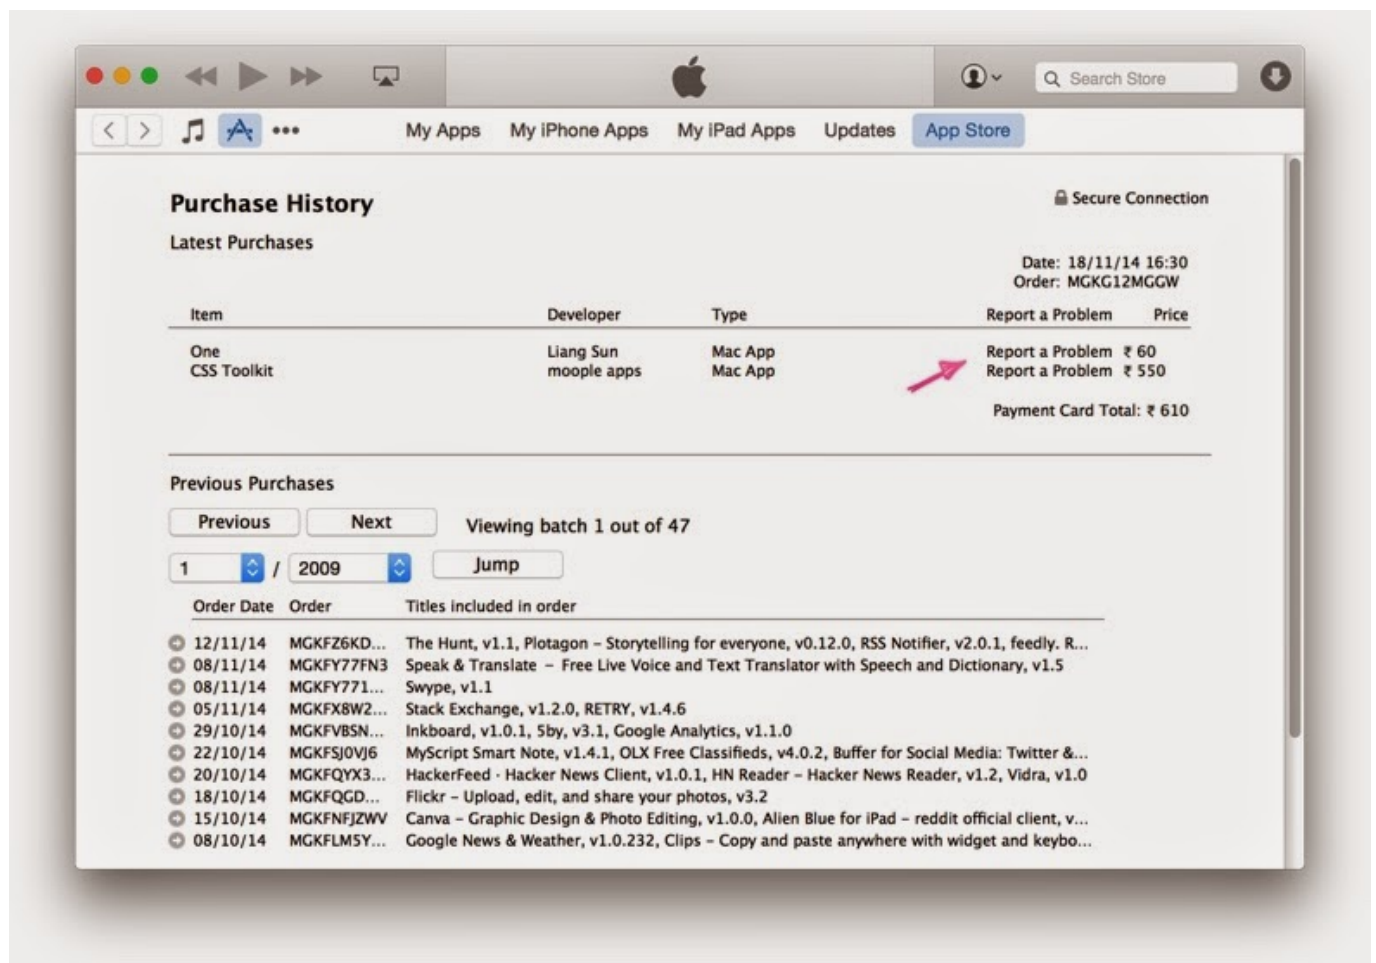 Search Store
My Apps My iPhone Apps My iPad Apps Updates App Store
Purchase History
Secure Connection
Latest Purchases
Date: 18/11/14 16:30
Order: MGKG12MGGW
Item Developer Type Report a Problem Price
One Liang Sun Mac App Report a Problem ₹ 60
CSS Toolkit moople apps Mac App Report a Problem ₹ 550
Payment Card Total: ₹ 610
Previous Purchases
Previous Next Viewing batch 1 out of 47
1 / 2009 Jump
Order Date Order Titles included in order
12/11/14 MGKFZ6KD... The Hunt, v1.1, Plotagon – Storytelling for everyone, v0.12.0, RSS Notifier, v2.0.1, feedly. R...
08/11/14 MGKFY77FN3 Speak & Translate – Free Live Voice and Text Translator with Speech and Dictionary, v1.5
08/11/14 MGKFY771... Swype, v1.1
05/11/14 MGKFX8W2... Stack Exchange, v1.2.0, RETRY, v1.4.6
29/10/14 MGKFVBSN... Inkboard, v1.0.1, 5by, v3.1, Google Analytics, v1.1.0
22/10/14 MGKFSJ0VJ6 MyScript Smart Note, v1.4.1, OLX Free Classifieds, v4.0.2, Buffer for Social Media: Twitter &...
20/10/14 MGKFQYX3... HackerFeed · Hacker News Client, v1.0.1, HN Reader – Hacker News Reader, v1.2, Vidra, v1.0
18/10/14 MGKFQGD... Flickr – Upload, edit, and share your photos, v3.2
15/10/14 MGKFNFJZWV Canva – Graphic Design & Photo Editing, v1.0.0, Alien Blue for iPad – reddit official client, v...
08/10/14 MGKFLM5Y... Google News & Weather, v1.0.232, Clips – Copy and paste anywhere with widget and keybo...